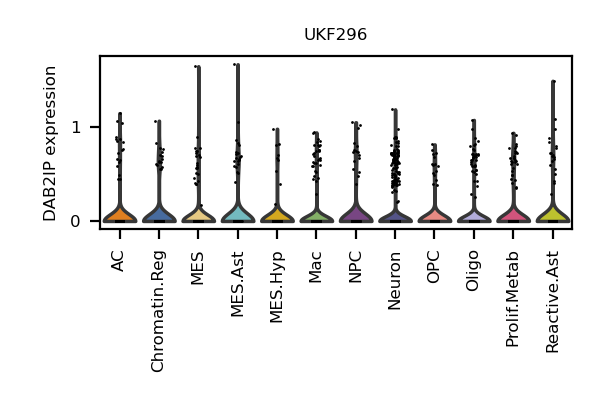 UKF296
DAB2IP expression
1
0
AC
Chromatin.Reg
MES
MES.Ast
MES.Hyp
Mac
NPC
Neuron
OPC
Oligo
Prolif.Metab
Reactive.Ast